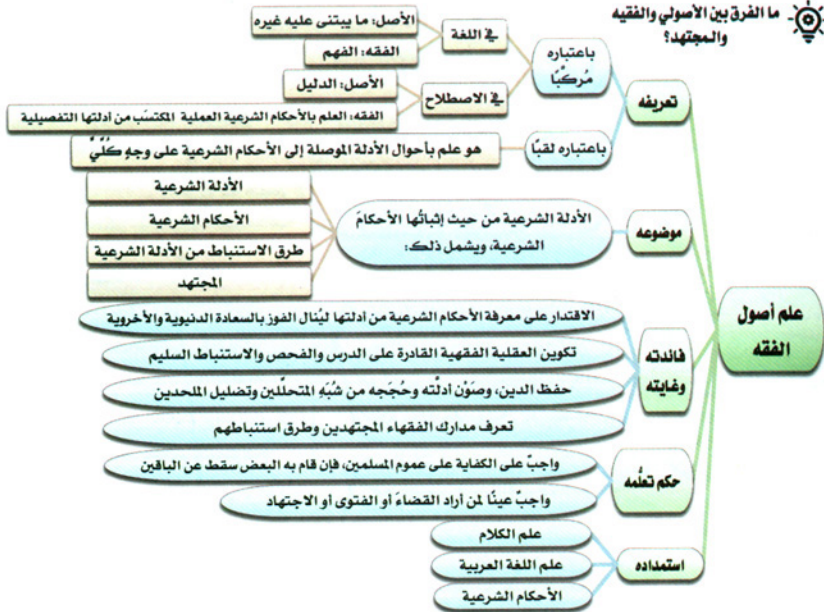 ما الفرق بين الأصولي والفقيه
والمجتهد؟
علم أصول
الفقه
تعريفه
باعتباره
مُركَّبًا
في اللغة
الأصل: ما يبتنى عليه غيره
الفقه: الفهم
في الاصطلاح
الأصل: الدليل
الفقه: العلم بالأحكام الشرعية العملية المكتسَب من أدلتها التفصيلية
باعتباره لقبًا
هو علم بأحوال الأدلة الموصلة إلى الأحكام الشرعية على وجهٍ كُلِّيٍّ
موضوعه
الأدلة الشرعية من حيث إثباتُها الأحكامَ
الشرعية، ويشمل ذلك:
الأدلة الشرعية
الأحكام الشرعية
طرق الاستنباط من الأدلة الشرعية
المجتهد
فائدته
وغايته
الاقتدار على معرفة الأحكام الشرعية من أدلتها ليُنال الفوز بالسعادة الدنيوية والأخروية
تكوين العقلية الفقهية القادرة على الدرس والفحص والاستنباط السليم
حفظ الدين، وصَوْن أدلَّته وحُجَجه من شُبَهِ المتحلِّلين وتضليل الملحدين
تعرف مدارك الفقهاء المجتهدين وطرق استنباطهم
حكم تعلُّمه
واجبٌ على الكفاية على عموم المسلمين، فإن قام به البعض سقط عن الباقين
واجبٌ عينًا لمن أراد القضاءَ أو الفتوى أو الاجتهاد
استمداده
علم الكلام
علم اللغة العربية
الأحكام الشرعية